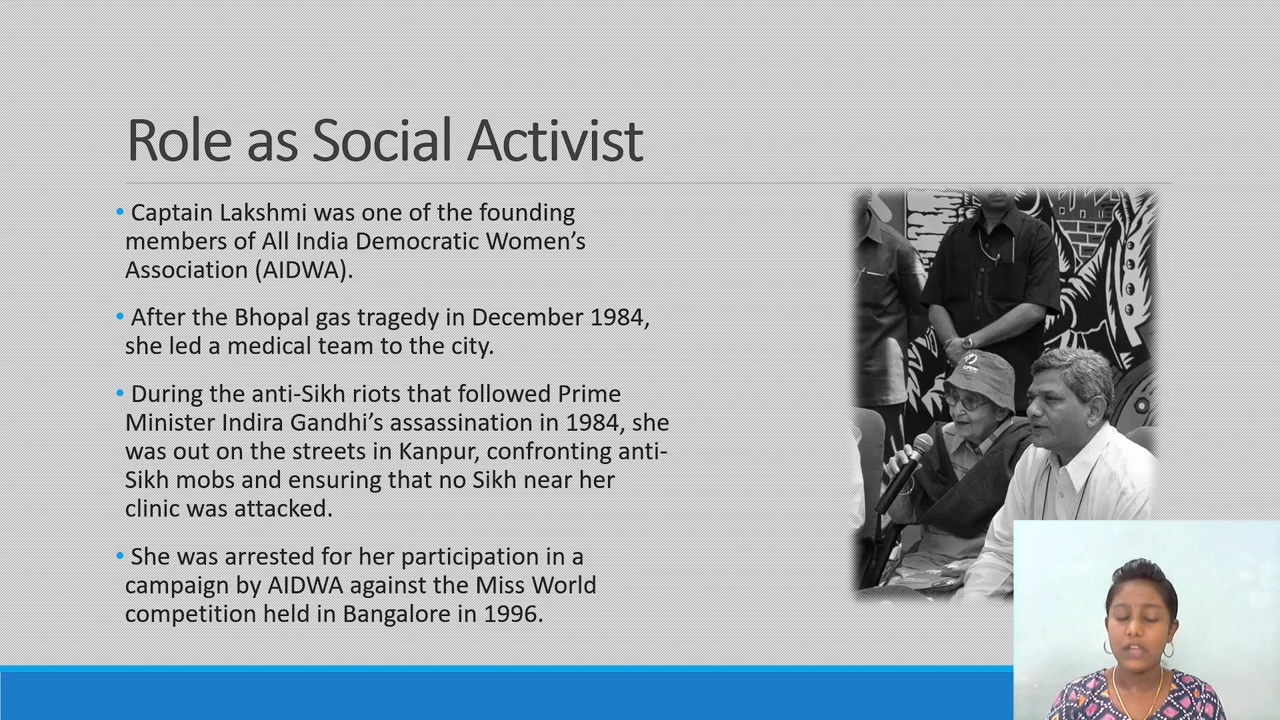 Role as Social Activist
• Captain Lakshmi was one of the founding
members of All India Democratic Women’s
Association (AIDWA).
• After the Bhopal gas tragedy in December 1984,
she led a medical team to the city.
• During the anti-Sikh riots that followed Prime
Minister Indira Gandhi’s assassination in 1984, she
was out on the streets in Kanpur, confronting anti-
Sikh mobs and ensuring that no Sikh near her
clinic was attacked.
• She was arrested for her participation in a
campaign by AIDWA against the Miss World
competition held in Bangalore in 1996.